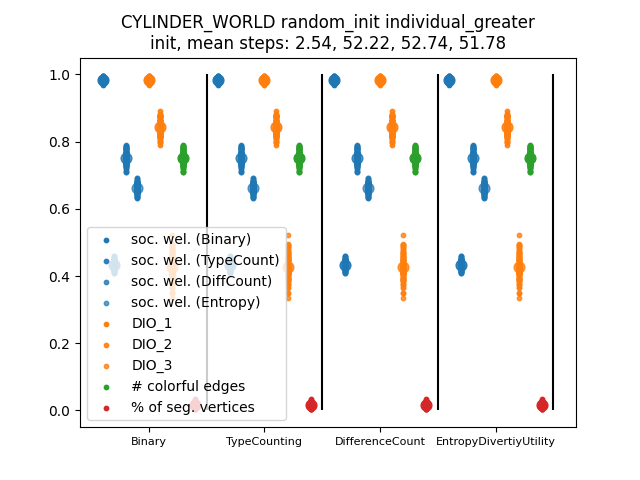 CYLINDER_WORLD random_init individual_greater
init, mean steps: 2.54, 52.22, 52.74, 51.78
1.0
0.8
0.6
0.4
0.2
0.0
soc. wel. (Binary)
soc. wel. (TypeCount)
soc. wel. (DiffCount)
soc. wel. (Entropy)
DIO_1
DIO_2
DIO_3
# colorful edges
% of seg. vertices
Binary
TypeCounting
DifferenceCount
EntropyDivertiyUtility